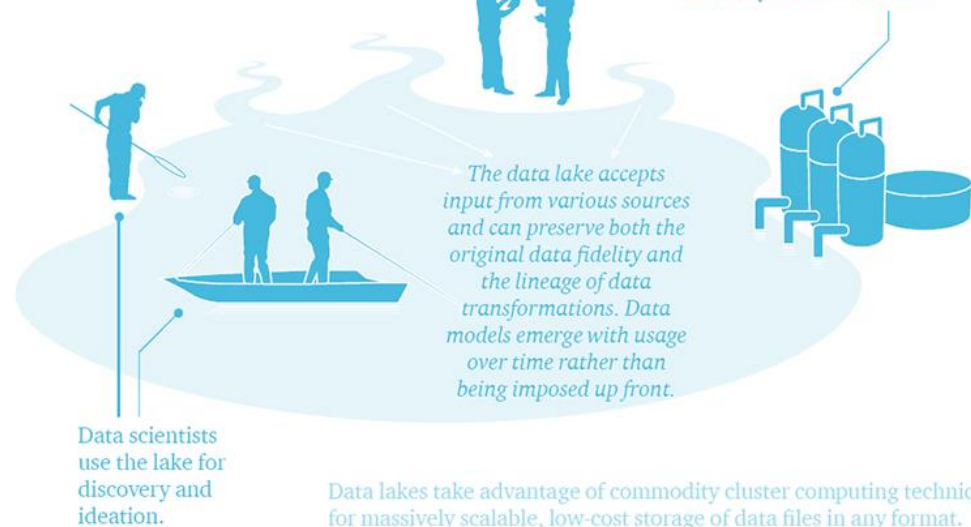 The data lake accepts
input from various sources
and can preserve both the
original data fidelity and
the lineage of data
transformations. Data
models emerge with usage
over time rather than
being imposed up front.
Data scientists
use the lake for
discovery and
ideation.
Data lakes take advantage of commodity cluster computing
for massively scalable, low-cost storage of data files in any format.